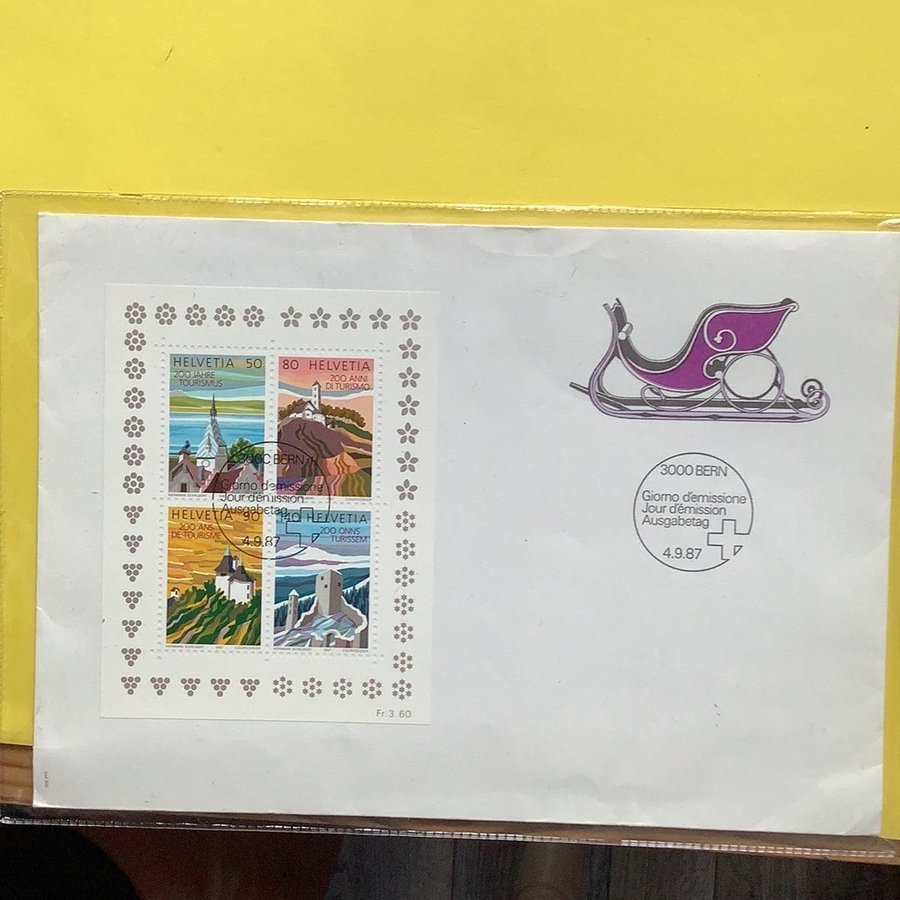 HELVETIA 50
200 JAHRE
TOURISMUS
80 HELVETIA
200 ANNI
DI TURISMO
HELVETIA 90
200 ANS
DE TOURISME
140 HELVETIA
200 ONNS
TURISSEM
3000 BERN
Giorno d'emissione
Jour d'émission
Ausgabetag
4.9.87
Fr. 3.60
3000 BERN
Giorno d'emissione
Jour d'émission
Ausgabetag
4.9.87